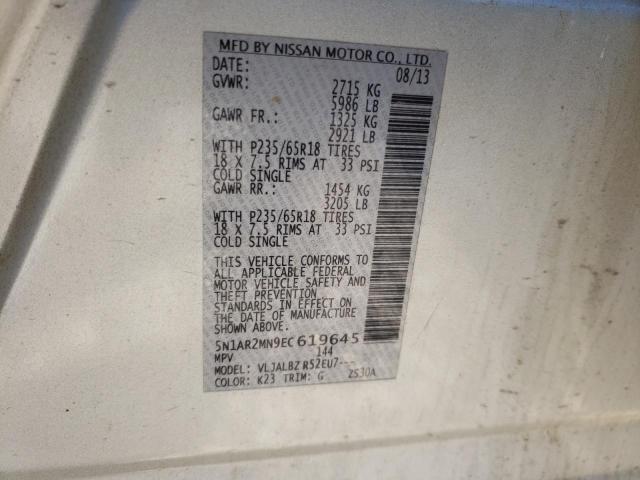 MFD BY NISSAN MOTOR CO., LTD.
DATE: 08/13
GVWR: 2715 KG
5986 LB
GAWR FR.: 1325 KG
2921 LB
WITH P235/65R18 TIRES
18 X 7.5 RIMS AT 33 PSI
COLD SINGLE
GAWR RR.: 1454 KG
3205 LB
WITH P235/65R18 TIRES
18 X 7.5 RIMS AT 33 PSI
COLD SINGLE
THIS VEHICLE CONFORMS TO
ALL APPLICABLE FEDERAL
MOTOR VEHICLE SAFETY AND
THEFT PREVENTION
STANDARDS IN EFFECT ON
THE DATE OF MANUFACTURE
SHOWN ABOVE.
5N1AR2MN9EC619645
MPV 144
MODEL: VLJALBZ R52EU7---
COLOR: K23 TRIM: G ZS30A